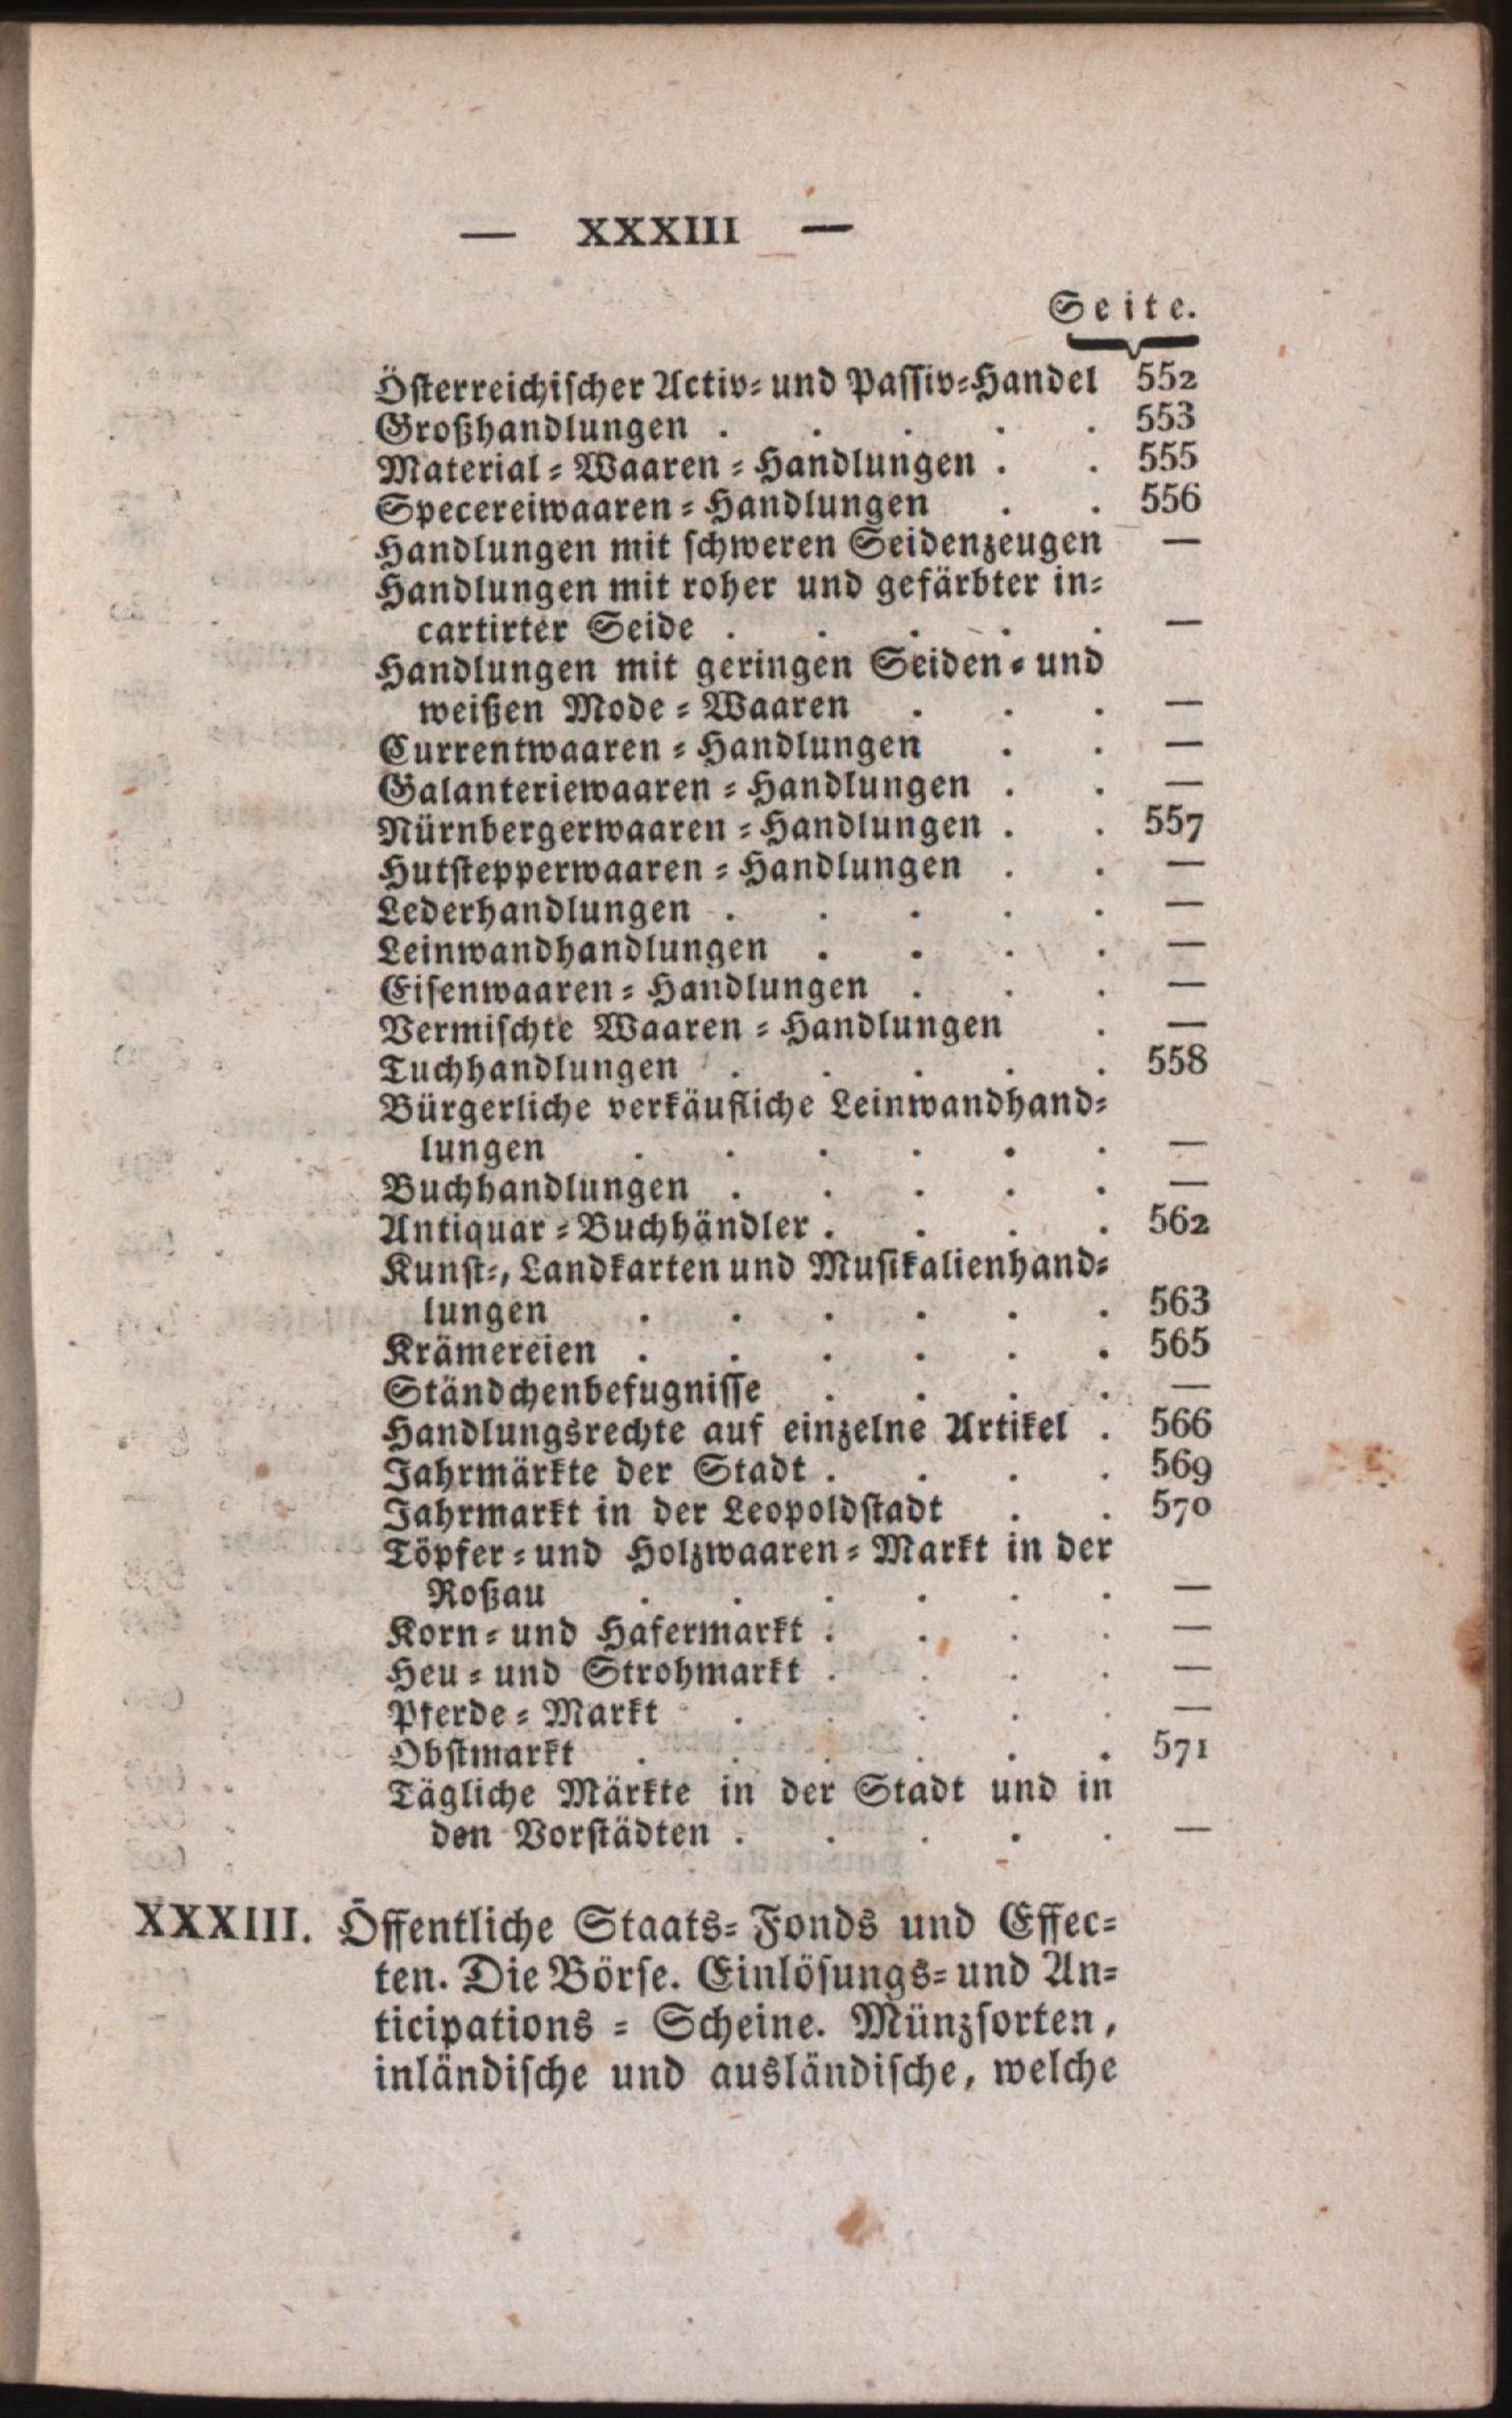 — XXXIII —
Seite.
Österreichischer Activ- und Passiv-Handel 552
Großhandlungen . . . . . 553
Material-Waaren-Handlungen . . 555
Specereiwaaren-Handlungen . . 556
Handlungen mit schweren Seidenzeugen —
Handlungen mit roher und gefärbter in-
cartirter Seide . . . . . —
Handlungen mit geringen Seiden- und
weißen Mode-Waaren . . . —
Currentwaaren-Handlungen . . —
Galanteriewaaren-Handlungen . . —
Nürnbergerwaaren-Handlungen . . 557
Hutstepperwaaren-Handlungen . . —
Lederhandlungen . . . . . —
Leinwandhandlungen . . . . —
Eisenwaaren-Handlungen . . . —
Vermischte Waaren-Handlungen . —
Tuchhandlungen . . . . . 558
Bürgerliche verkäufliche Leinwandhand-
lungen . . . . . . —
Buchhandlungen . . . . . —
Antiquar-Buchhändler . . . . 562
Kunst-, Landkarten und Musikalienhand-
lungen . . . . . . 563
Krämereien . . . . . . 565
Ständchenbefugnisse . . . . —
Handlungsrechte auf einzelne Artikel . 566
Jahrmärkte der Stadt . . . . 569
Jahrmarkt in der Leopoldstadt . . 570
Töpfer- und Holzwaaren-Markt in der
Roßau . . . . . . —
Korn- und Hafermarkt . . . . —
Heu- und Strohmarkt . . . . —
Pferde-Markt . . . . . —
Obstmarkt . . . . . . 571
Tägliche Märkte in der Stadt und in
den Vorstädten . . . . . —
XXXIII. Öffentliche Staats-Fonds und Effec-
ten. Die Börse. Einlösungs- und An-
ticipations-Scheine. Münzsorten,
inländische und ausländische, welche